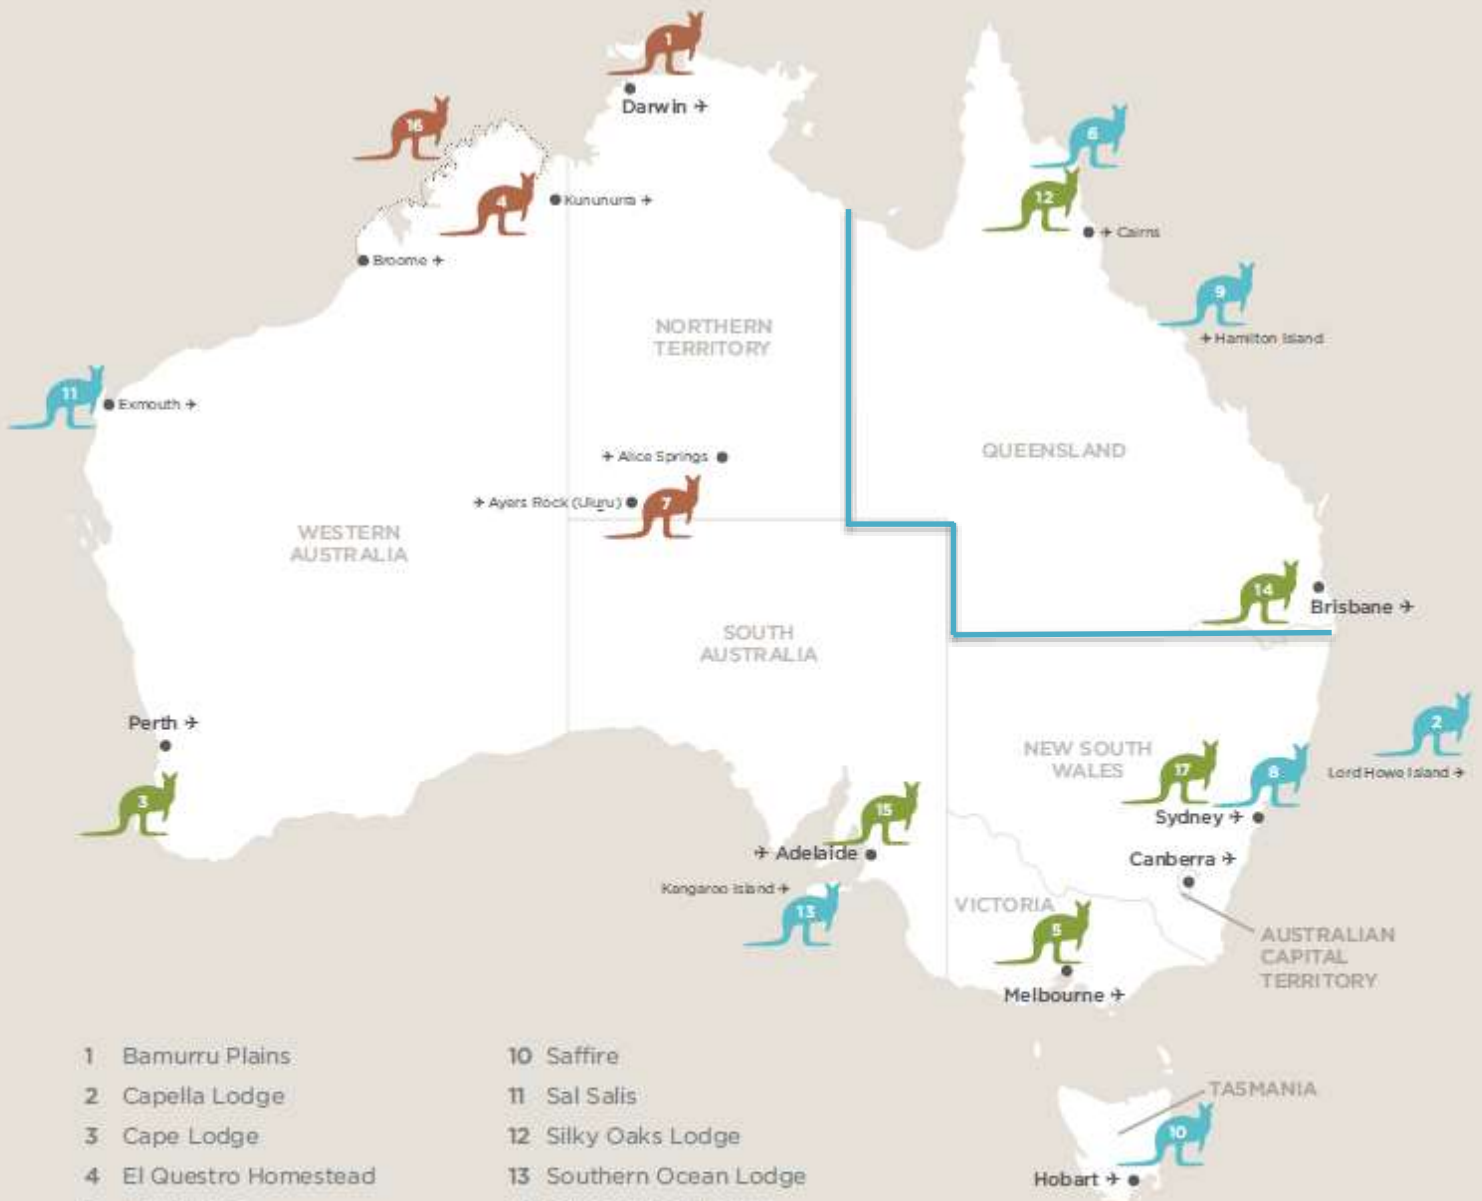 1
Darwin
16
6
4
Kununurra
12
Cairns
Broome
9
NORTHERN
TERRITORY
Hamilton Island
11
Exmouth
QUEENSLAND
Alice Springs
Ayers Rock (Uluru)
7
WESTERN
AUSTRALIA
14
Brisbane
SOUTH
AUSTRALIA
Perth
2
NEW SOUTH
WALES
17
8
Lord Howe Island
3
15
Sydney
Adelaide
Canberra
Kangaroo Island
13
VICTORIA
5
AUSTRALIAN
CAPITAL
TERRITORY
Melbourne
1 Bamurru Plains
2 Capella Lodge
3 Cape Lodge
4 El Questro Homestead
10 Saffire
11 Sal Salis
12 Silky Oaks Lodge
13 Southern Ocean Lodge
TASMANIA
10
Hobart